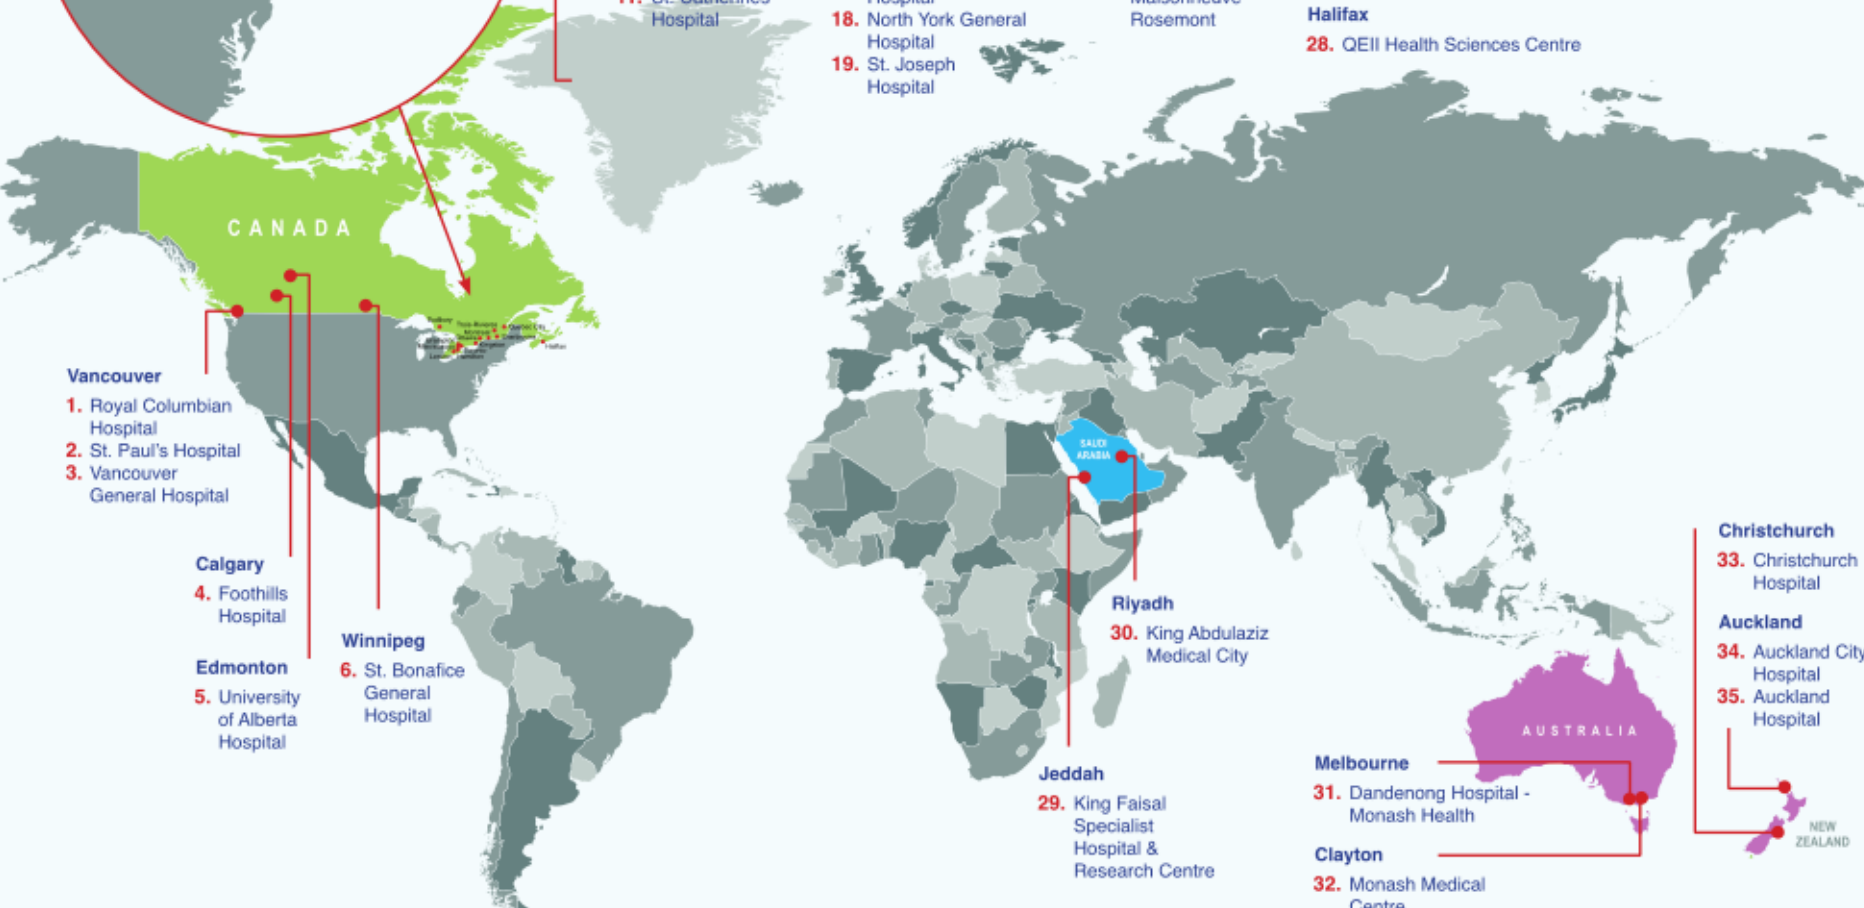 Hospital
18. North York General
Hospital
19. St. Joseph
Hospital
Rosemont
Halifax
28. QEII Health Sciences Centre
CANADA
Halifax
Vancouver
1. Royal Columbian
Hospital
2. St. Paul's Hospital
3. Vancouver
General Hospital
Calgary
4. Foothills
Hospital
Edmonton
5. University
of Alberta
Hospital
Winnipeg
6. St. Bonafice
General
Hospital
SAUDI
ARABIA
Riyadh
30. King Abdulaziz
Medical City
Jeddah
29. King Faisal
Specialist
Hospital &
Research Centre
AUSTRALIA
Melbourne
31. Dandenong Hospital -
Monash Health
Clayton
32. Monash Medical
Centre
Christchurch
33. Christchurch
Hospital
Auckland
34. Auckland City
Hospital
35. Auckland
Hospital
NEW
ZEALAND